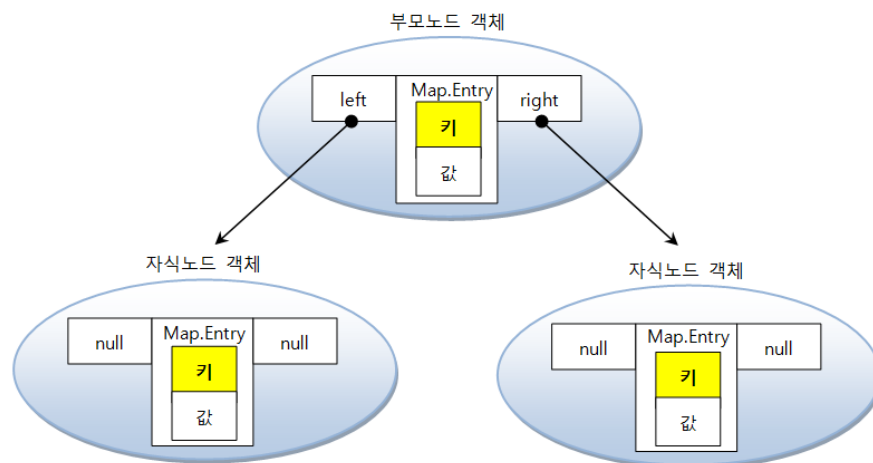 부모노드 객체
left
Map.Entry
right
키
값
자식노드 객체
null
Map.Entry
null
키
값
자식노드 객체
null
Map.Entry
null
키
값